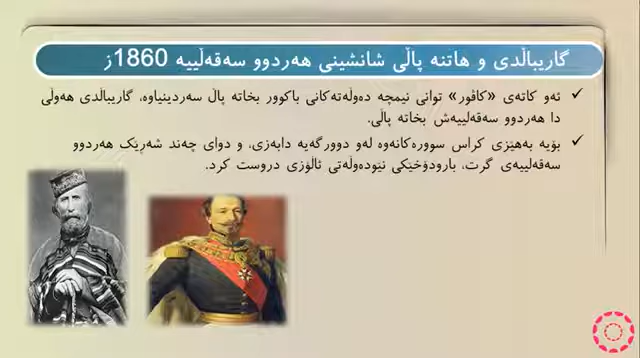 گاریباڵدی و هاتنە پاڵی شانشینی هەردوو سەقەڵییە 1860ز
✓ ئەو کاتەی «کاڤور» توانی نیمچە دەوڵەتەکانی باکوور بخاتە پاڵ سەردینیاوە، گاریباڵدی هەوڵی
دا هەردوو سەقەلییەش بخاتە پاڵی.
✓ بۆیە بەهێزی کراس سوورەکانەوە لەو دوورگەیە دابەزی، و دوای چەند شەڕێک هەردوو
سەقەلییەی گرت، بارودۆخێکی نێودەوڵەتی ئاڵۆزی دروست کرد.